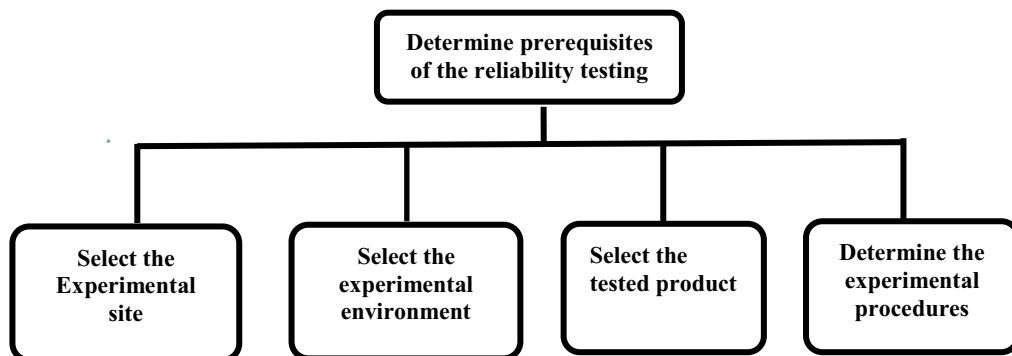 Determine prerequisites
of the reliability testing
Select the
Experimental
site
Select the
experimental
environment
Select the
tested product
Determine the
experimental
procedures